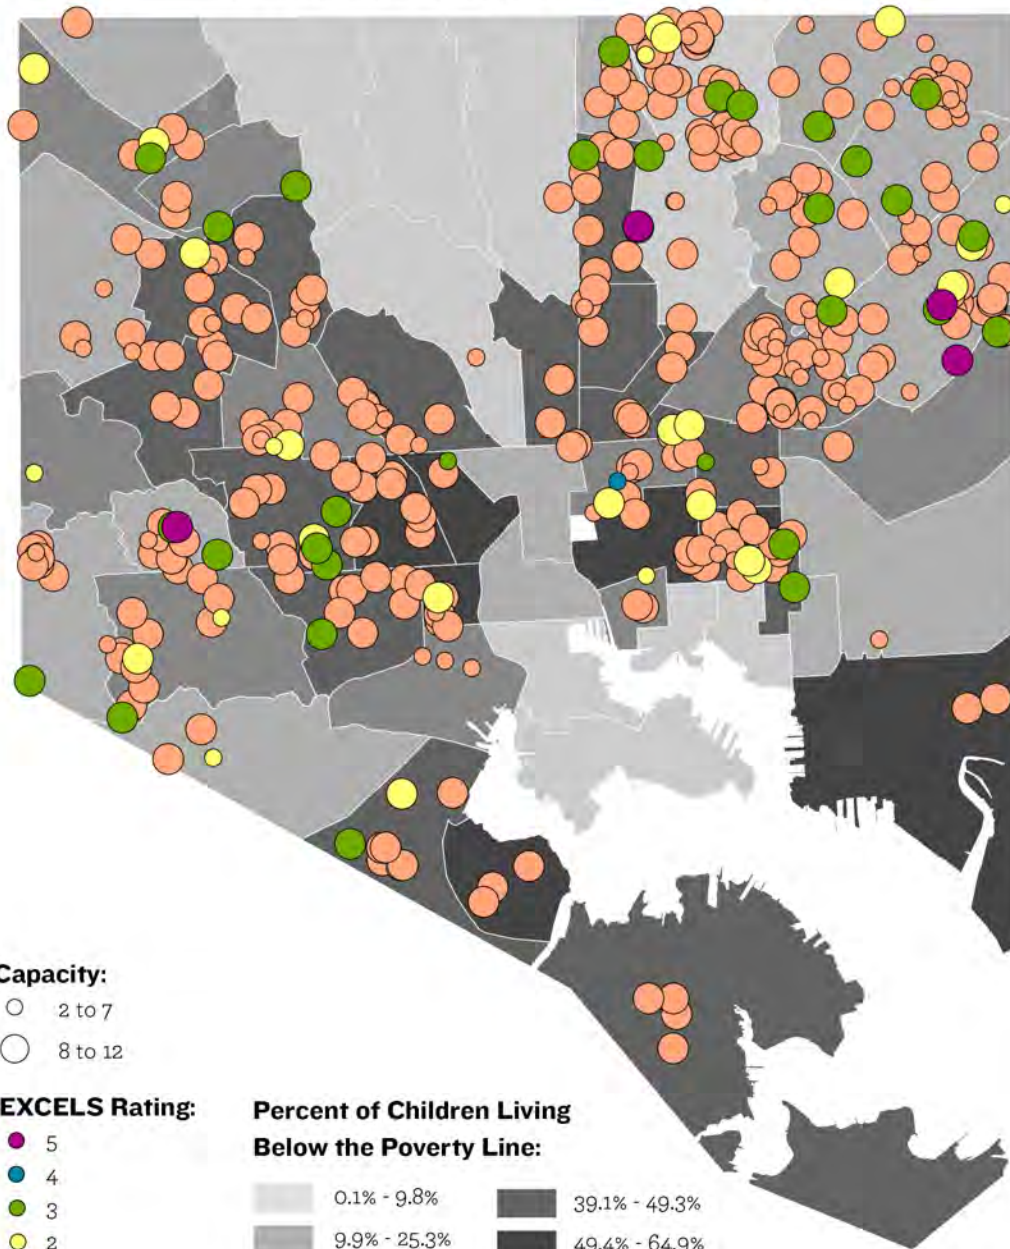 Capacity:
2 to 7
8 to 12
EXCELS Rating:
5
4
3
2
Percent of Children Living
Below the Poverty Line:
0.1% - 9.8%
9.9% - 25.3%
39.1% - 49.3%
49.4% - 64.9%